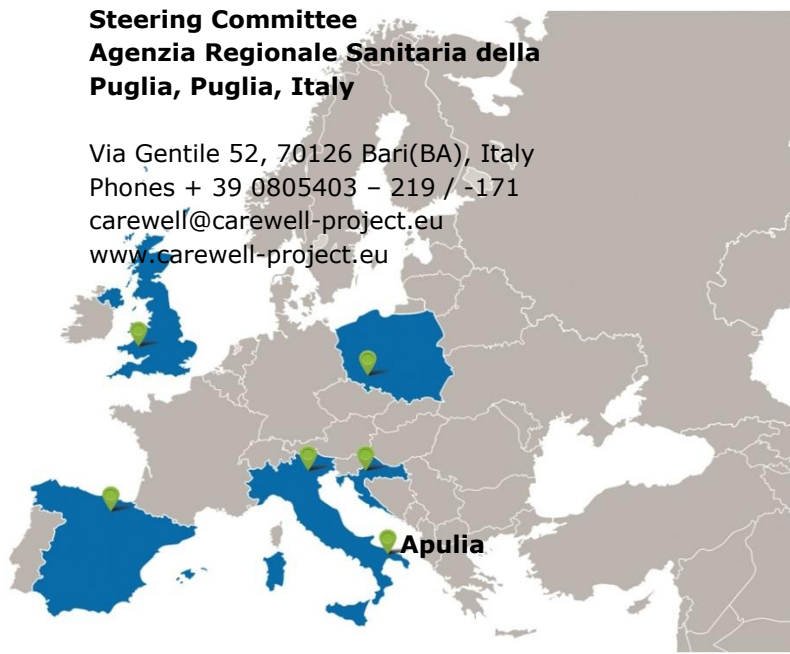 Steering Committee
Agenzia Regionale Sanitaria della
Puglia, Puglia, Italy
Via Gentile 52, 70126 Bari(BA), Italy
Phones + 39 0805403 – 219 / -171
carewell@carewell-project.eu
www.carewell-project.eu
Apulia